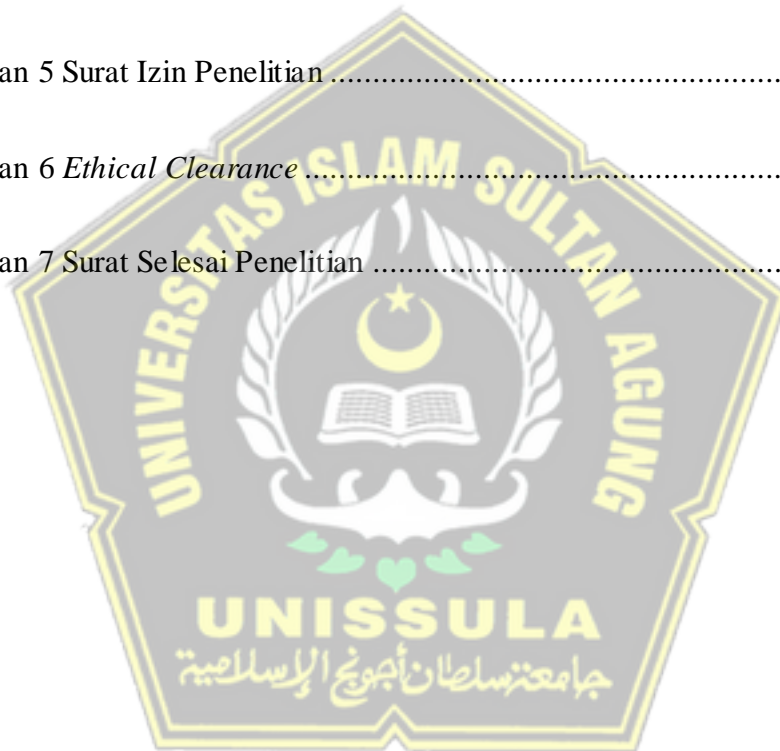 an 5 Surat Izin Penelitian ......................................................
an 6 Ethical Clearance .........................................................
an 7 Surat Selesai Penelitian ................................................
UNIVERSITAS ISLAM SULTAN AGUNG
UNISSULA
جامعة سلطان أجونج الإسلامية